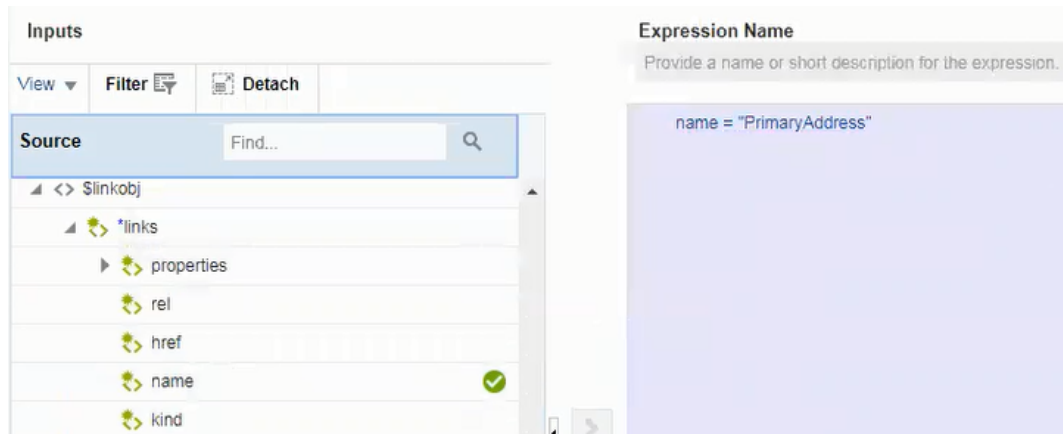 Inputs
Expression Name
Provide a name or short description for the expression.
View
Filter
Detach
name = "PrimaryAddress"
Source
Find...
<> $linkobj
*links
properties
rel
href
name
kind